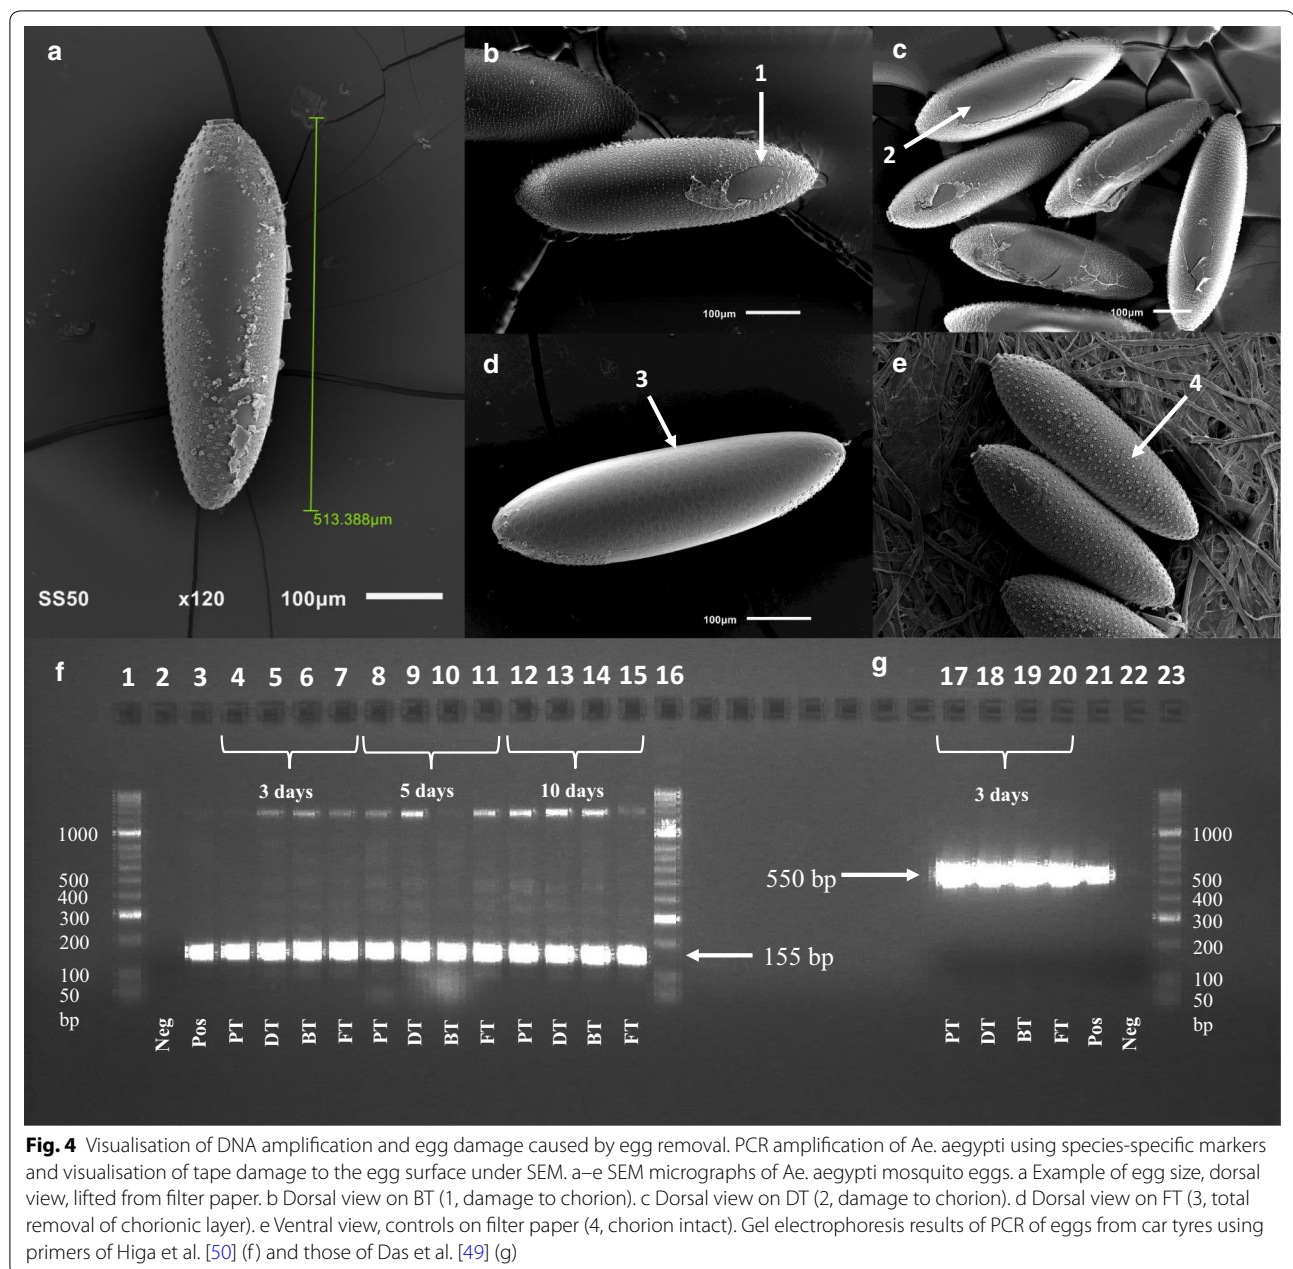 a
b
c
1
2
513.388µm
SS50 x120 100µm
100µm
100µm
d
3
e
4
100µm
f
1 2 3 4 5 6 7 8 9 10 11 12 13 14 15 16
g
17 18 19 20 21 22 23
3 days 5 days 10 days
3 days
1000
500
400
300
200
100
50
bp
550 bp
155 bp
1000
500
400
300
200
100
50
bp
Neg Pos PT DT BT FT PT DT BT FT PT DT BT FT
PT DT BT FT Pos Neg
Fig. 4 Visualisation of DNA amplification and egg damage caused by egg removal. PCR amplification of Ae. aegypti using species-specific markers
and visualisation of tape damage to the egg surface under SEM. a–e SEM micrographs of Ae. aegypti mosquito eggs. a Example of egg size, dorsal
view, lifted from filter paper. b Dorsal view on BT (1, damage to chorion). c Dorsal view on DT (2, damage to chorion). d Dorsal view on FT (3, total
removal of chorionic layer). e Ventral view, controls on filter paper (4, chorion intact). Gel electrophoresis results of PCR of eggs from car tyres using
primers of Higa et al. [50] (f) and those of Das et al. [49] (g)